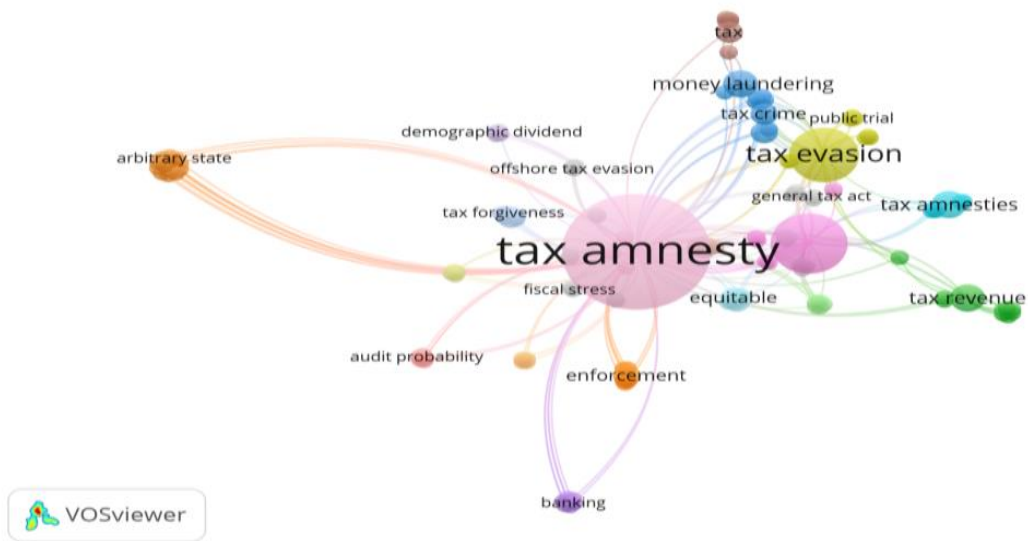 tax
money laundering
tax crime
public trial
demographic dividend
tax evasion
arbitrary state
offshore tax evasion
general tax act
tax amnesties
tax forgiveness
tax amnesty
fiscal stress
equitable
tax revenue
audit probability
enforcement
banking
VOSviewer